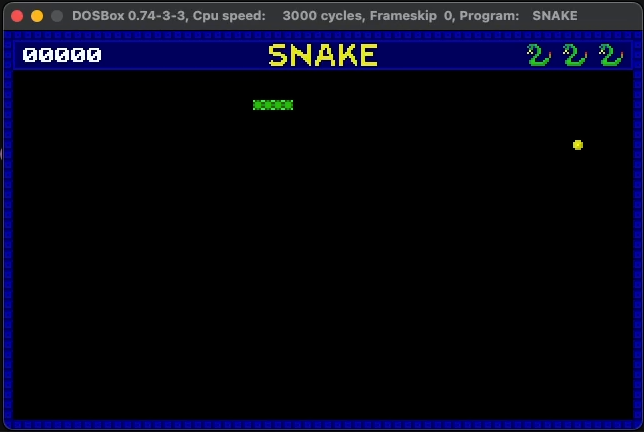 DOSBox 0.74-3-3, Cpu speed: 3000 cycles, Frameskip 0, Program: SNAKE
00000 SNAKE